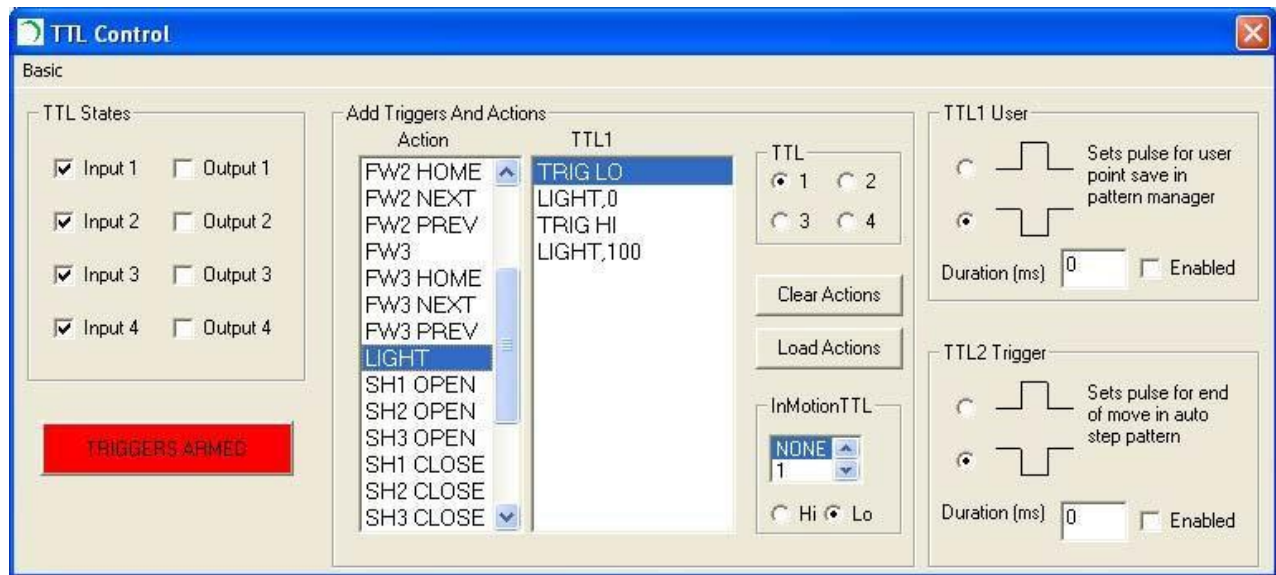 TTL Control
Basic
TTL States
Input 1
Output 1
Input 2
Output 2
Input 3
Output 3
Input 4
Output 4
TRIGGERS ARMED
Add Triggers And Actions
Action
FW2 HOME
FW2 NEXT
FW2 PREV
FW3
FW3 HOME
FW3 NEXT
FW3 PREV
LIGHT
SH1 OPEN
SH2 OPEN
SH3 OPEN
SH1 CLOSE
SH2 CLOSE
SH3 CLOSE
TTL1
TRIG LO
LIGHT,0
TRIG HI
LIGHT,100
TTL
1 2
3 4
Clear Actions
Load Actions
InMotionTTL
NONE
1
Hi Lo
TTL1 User
Sets pulse for user
point save in
pattern manager
Duration (ms) 0 Enabled
TTL2 Trigger
Sets pulse for end
of move in auto
step pattern
Duration (ms) 0 Enabled